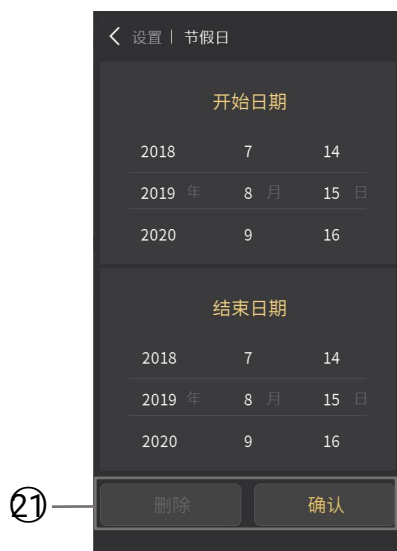 设置 | 节假日
开始日期
2018 7 14
2019 年 8 月 15 日
2020 9 16
结束日期
2018 7 14
2019 年 8 月 15 日
2020 9 16
㉑ 删除 确认